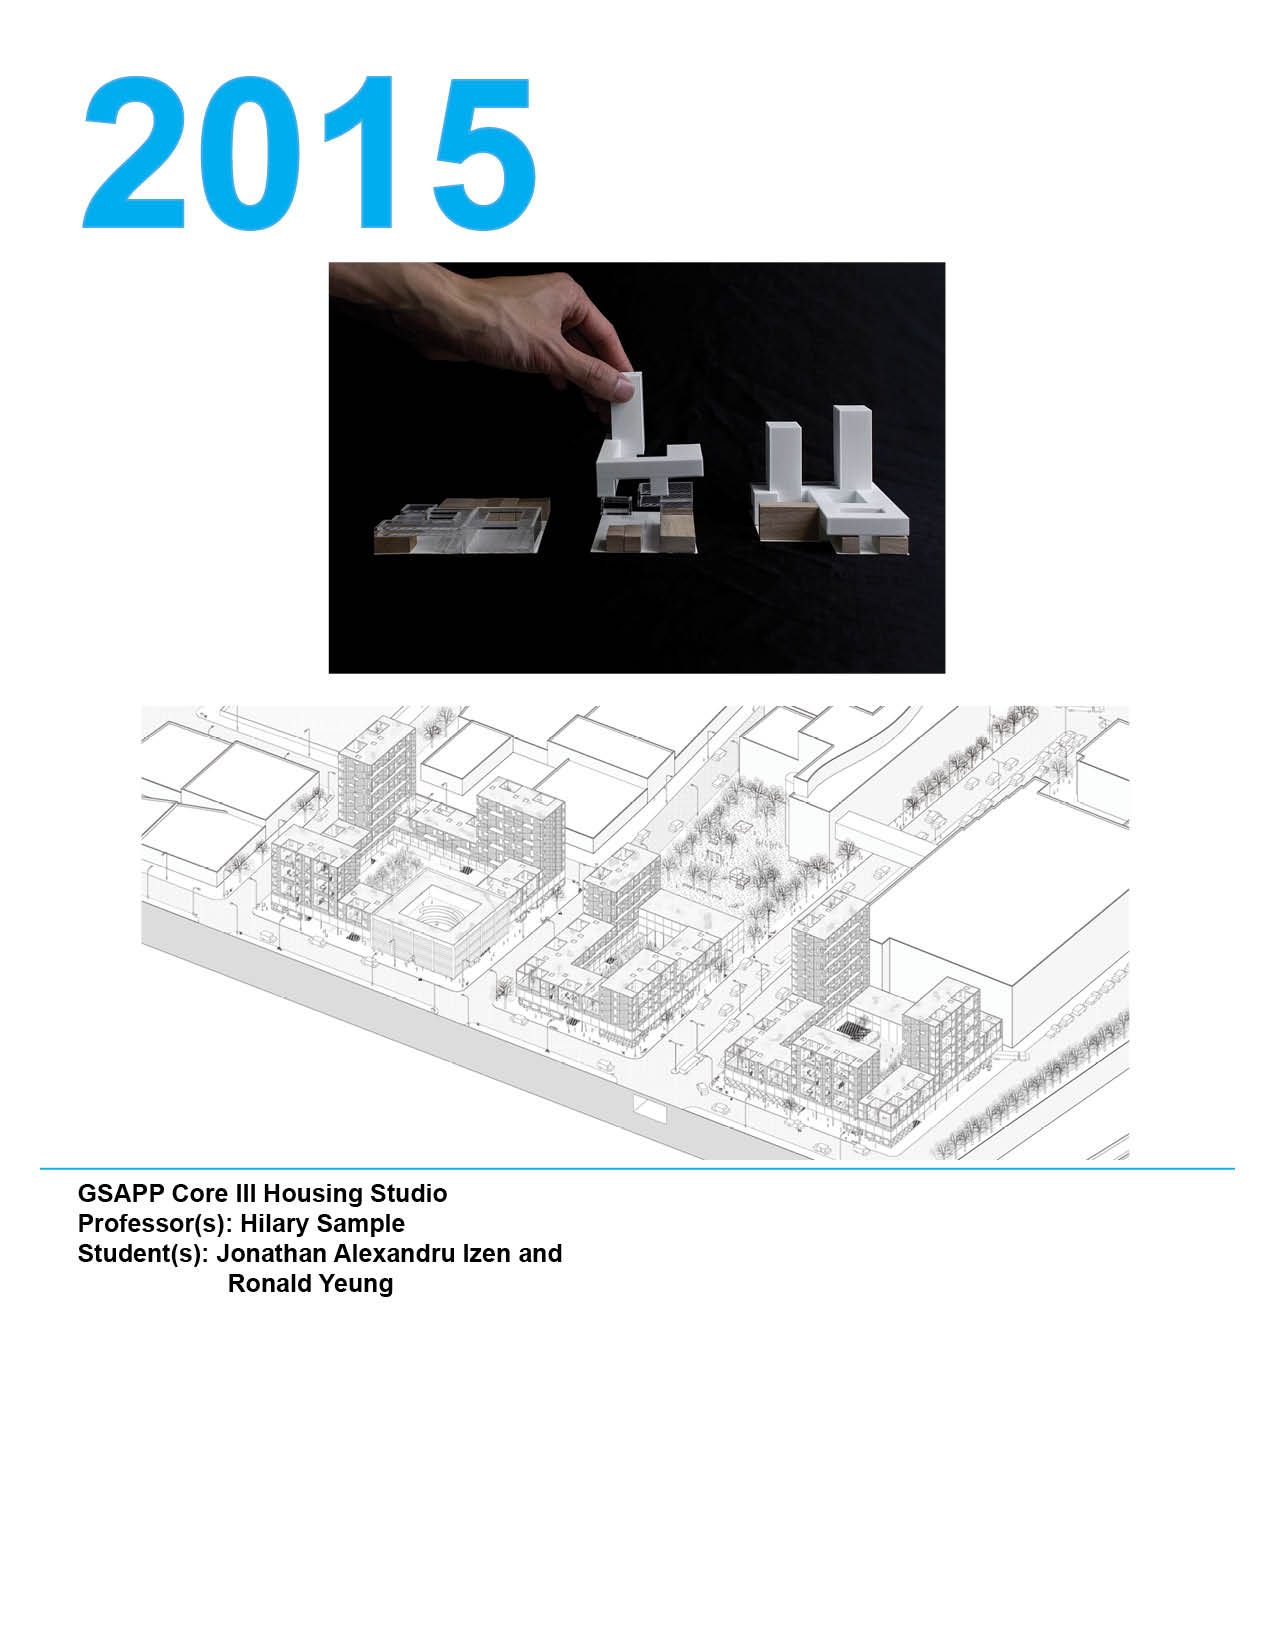 2015
GSAPP Core III Housing Studio
Professor(s): Hilary Sample
Student(s): Jonathan Alexandru Izen and
Ronald Yeung